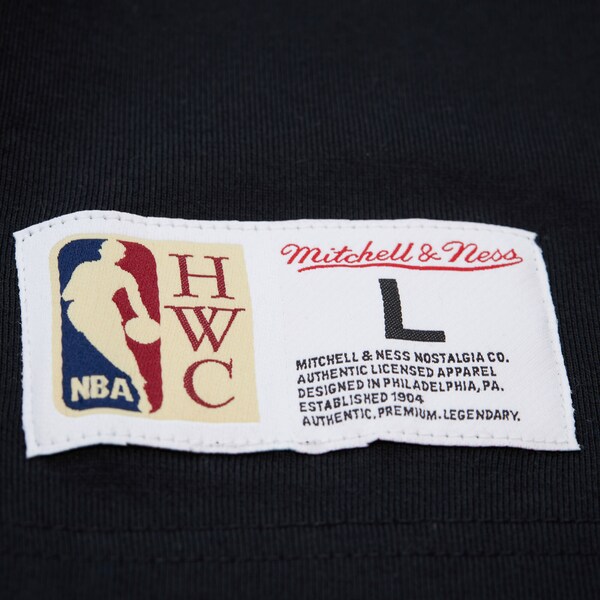 NBA
H
W
C
Mitchell & Ness
L
MITCHELL & NESS NOSTALGIA CO.
AUTHENTIC LICENSED APPAREL
DESIGNED IN PHILADELPHIA, PA.
ESTABLISHED 1904
AUTHENTIC. PREMIUM. LEGENDARY.